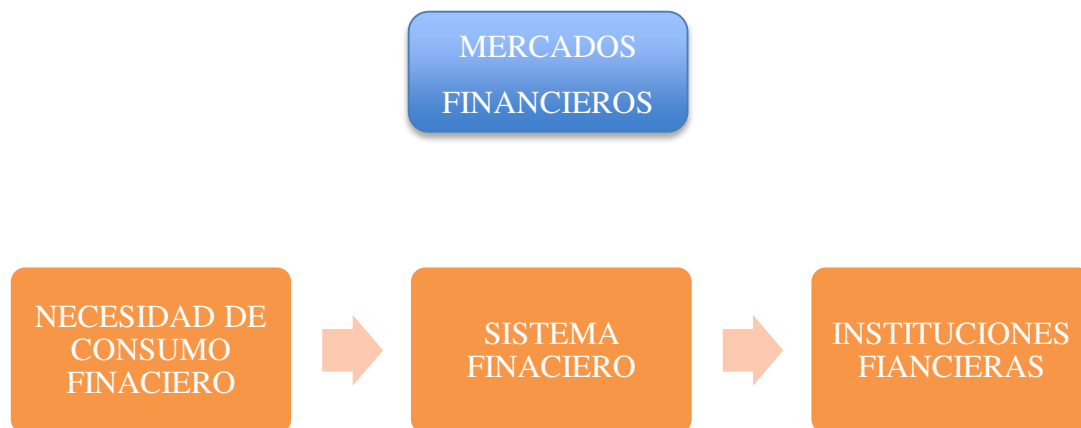 MERCADOS
FINANCIEROS
NECESIDAD DE
CONSUMO
FINACIERO
SISTEMA
FINACIERO
INSTITUCIONES
FIANCIERAS